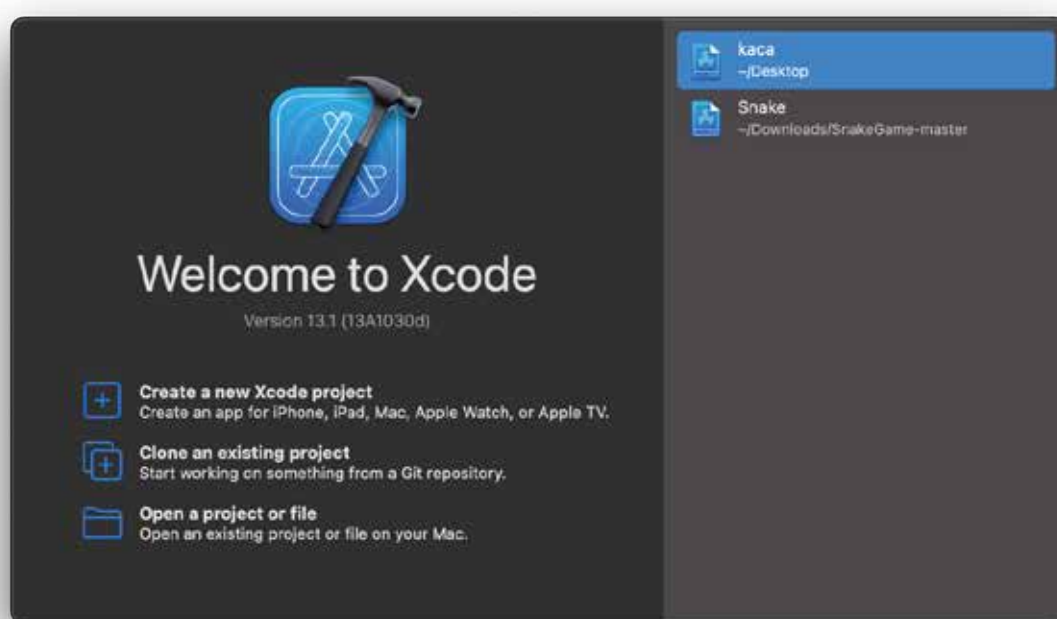 Welcome to Xcode
Version 13.1 (13A1030d)
Create a new Xcode project
Create an app for iPhone, iPad, Mac, Apple Watch, or Apple TV.
Clone an existing project
Start working on something from a Git repository.
Open a project or file
Open an existing project or file on your Mac.
kaca
~/Desktop
Snake
~/Downloads/SnakeGame-master